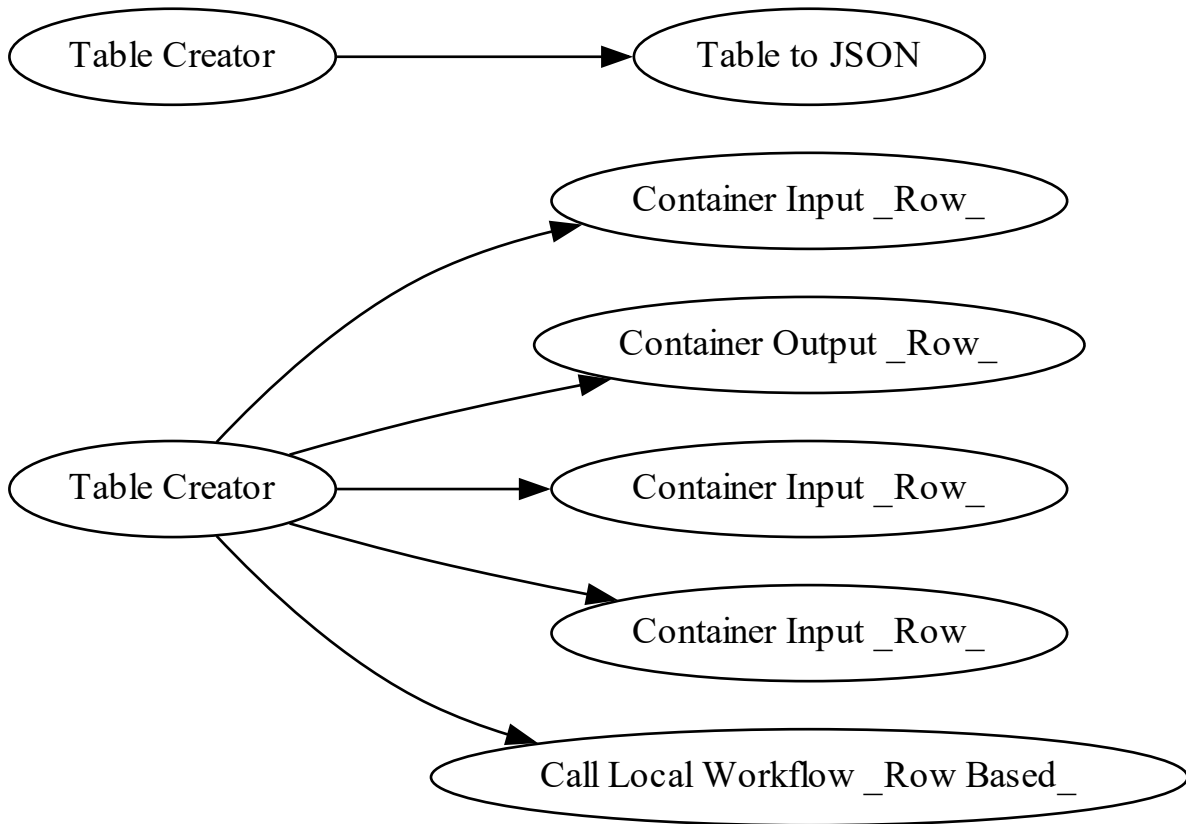 Table Creator
Table to JSON
Container Input _Row_
Container Output _Row_
Table Creator
Container Input _Row_
Container Input _Row_
Call Local Workflow _Row Based_